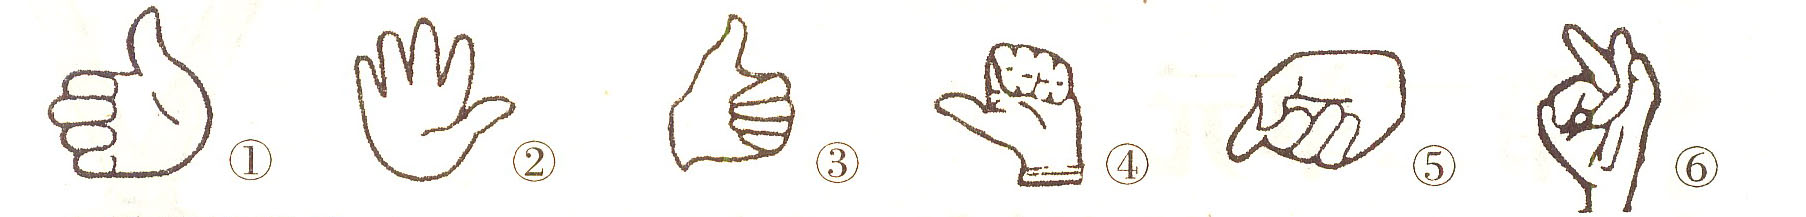 ① ② ③ ④ ⑤ ⑥